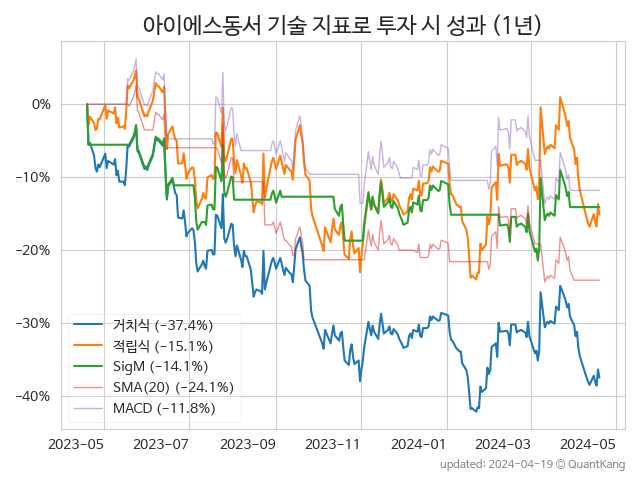 아이에스동서 기술 지표로 투자 시 성과 (1년)
0%
−10%
−20%
−30%
−40%
거치식 (−37.4%)
적립식 (−15.1%)
SigM (−14.1%)
SMA(20) (−24.1%)
MACD (−11.8%)
2023-05 2023-07 2023-09 2023-11 2024-01 2024-03 2024-05
updated: 2024-04-19 © QuantKang